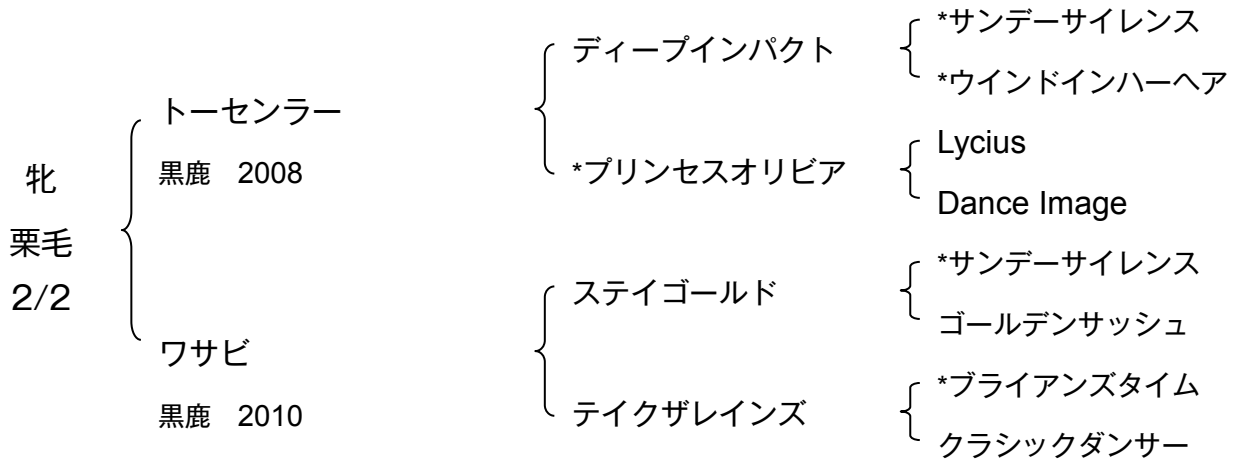 牝
栗毛
2/2
トーセンラー
黒鹿　2008
ワサビ
黒鹿　2010
ディープインパクト
*プリンセスオリビア
ステイゴールド
テイクザレインズ
*サンデーサイレンス
*ウインドインハーヘア
Lycius
Dance Image
*サンデーサイレンス
ゴールデンサッシュ
*ブライアンズタイム
クラシックダンサー